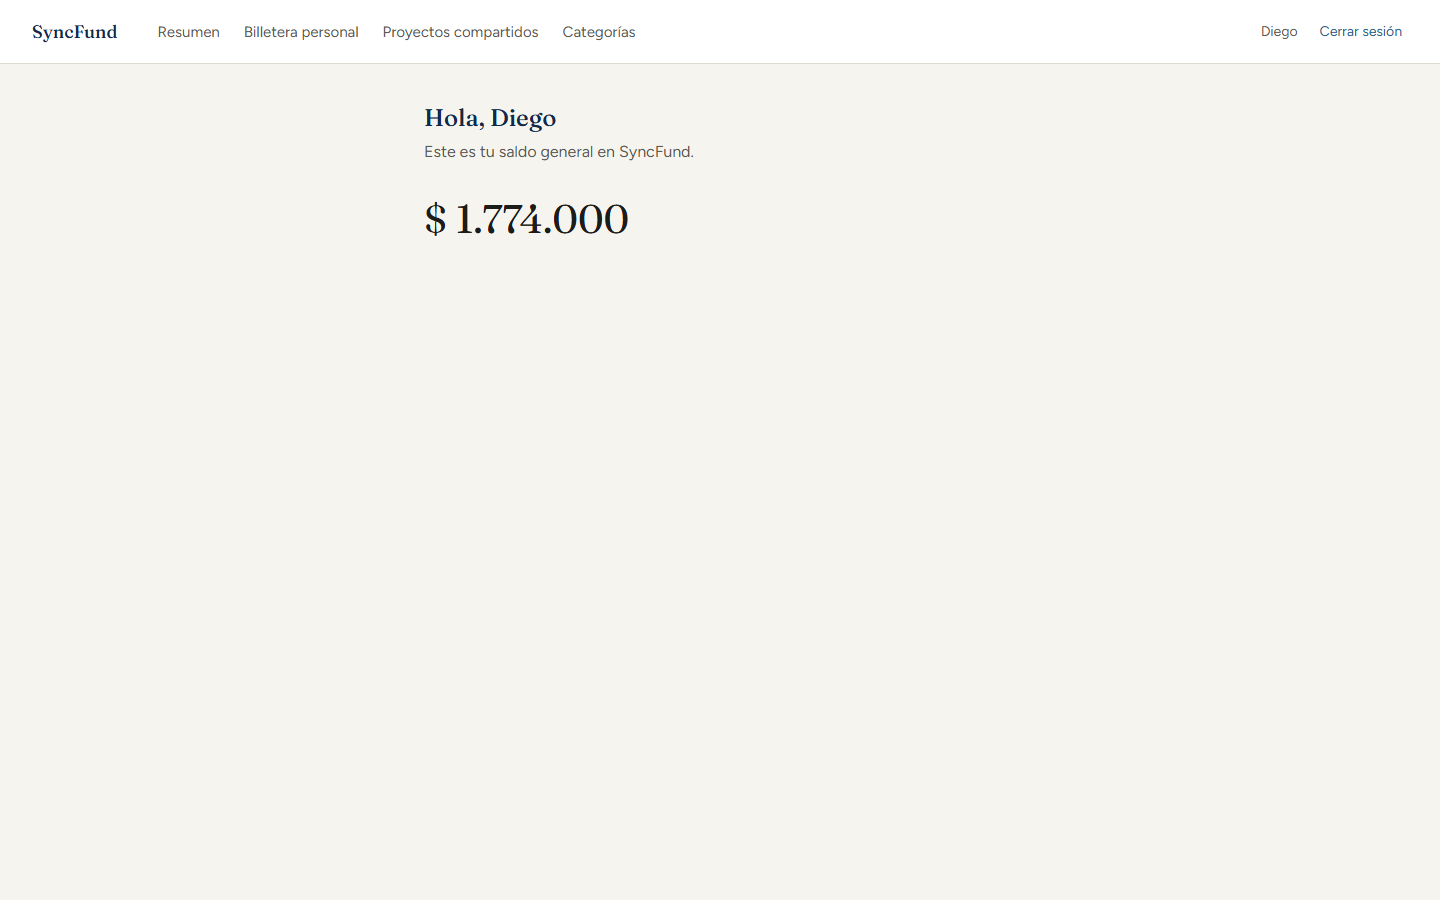 SyncFund Resumen Billetera personal Proyectos compartidos Categorías Diego Cerrar sesión
Hola, Diego
Este es tu saldo general en SyncFund.
$ 1.774.000